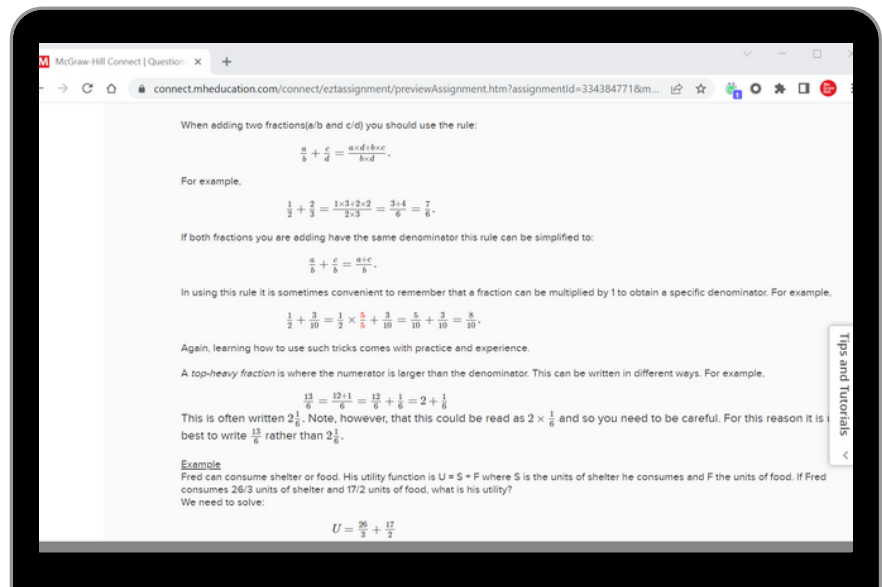 McGraw-Hill Connect | Question × +
connect.mheducation.com/connect/eztassignment/previewAssignment.htm?assignmentId=334384771&m...
When adding two fractions(a/b and c/d) you should use the rule:
a/b + c/d = a×d+b×c/b×d.
For example,
1/2 + 2/3 = 1×3+2×2/2×3 = 3+4/6 = 7/6.
If both fractions you are adding have the same denominator this rule can be simplified to:
a/b + c/b = a+c/b.
In using this rule it is sometimes convenient to remember that a fraction can be multiplied by 1 to obtain a specific denominator. For example,
1/2 + 3/10 = 1/2 × 5/5 + 3/10 = 5/10 + 3/10 = 8/10.
Again, learning how to use such tricks comes with practice and experience.
A top-heavy fraction is where the numerator is larger than the denominator. This can be written in different ways. For example,
13/6 = 12+1/6 = 12/6 + 1/6 = 2 + 1/6
This is often written 2 1/6. Note, however, that this could be read as 2 × 1/6 and so you need to be careful. For this reason it is
best to write 13/6 rather than 2 1/6.
Example
Fred can consume shelter or food. His utility function is U = S + F where S is the units of shelter he consumes and F the units of food. If Fred
consumes 26/3 units of shelter and 17/2 units of food, what is his utility?
We need to solve:
U = 26/3 + 17/2
Tips and Tutorials